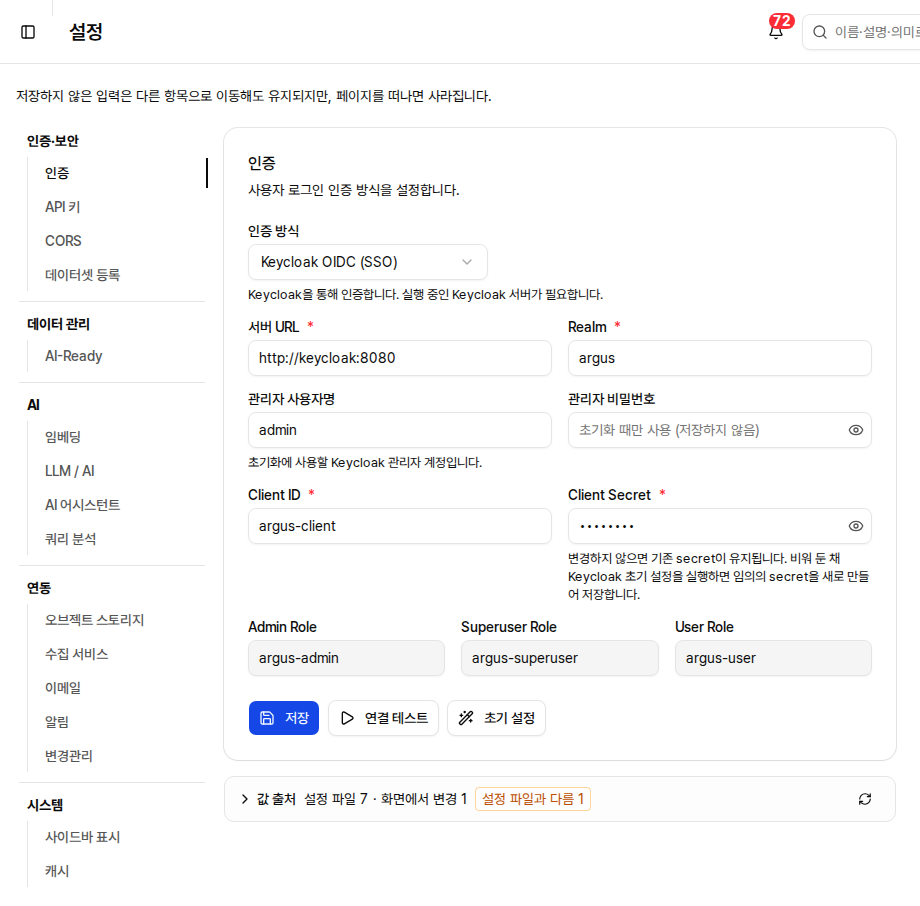 설정
72
이름·설명·의미로
저장하지 않은 입력은 다른 항목으로 이동해도 유지되지만, 페이지를 떠나면 사라집니다.
인증·보안
인증
API 키
CORS
데이터셋 등록
데이터 관리
AI-Ready
AI
임베딩
LLM / AI
AI 어시스턴트
쿼리 분석
연동
오브젝트 스토리지
수집 서비스
이메일
알림
변경관리
시스템
사이드바 표시
캐시
인증
사용자 로그인 인증 방식을 설정합니다.
인증 방식
Keycloak OIDC (SSO)
Keycloak을 통해 인증합니다. 실행 중인 Keycloak 서버가 필요합니다.
서버 URL *
Realm *
http://keycloak:8080
argus
관리자 사용자명
관리자 비밀번호
admin
초기화 때만 사용 (저장하지 않음)
초기화에 사용할 Keycloak 관리자 계정입니다.
Client ID *
Client Secret *
argus-client
••••••••
변경하지 않으면 기존 secret이 유지됩니다. 비워 둔 채
Keycloak 초기 설정을 실행하면 임의의 secret을 새로 만들
어 저장합니다.
Admin Role
Superuser Role
User Role
argus-admin
argus-superuser
argus-user
저장
연결 테스트
초기 설정
값 출처 설정 파일 7 · 화면에서 변경 1 설정 파일과 다름 1